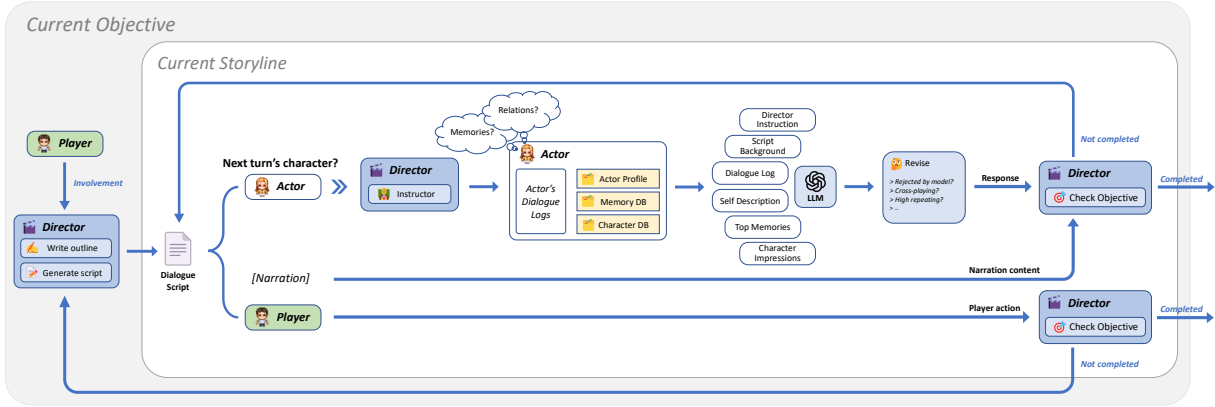 Current Objective
Current Storyline
Player
Involvement
Director
Write outline
Generate script
Dialogue
Script
Next turn's character?
Actor
Director
Instructor
Memories?
Relations?
Actor
Actor's
Dialogue
Logs
Actor Profile
Memory DB
Character DB
Director
Instruction
Script
Background
Dialogue Log
Self Description
Top Memories
Character
Impressions
LLM
Revise
> Rejected by model?
> Cross-playing?
> High repeating?
> ...
Response
Not completed
Director
Check Objective
Completed
[Narration]
Narration content
Player
Player action
Director
Check Objective
Completed
Not completed